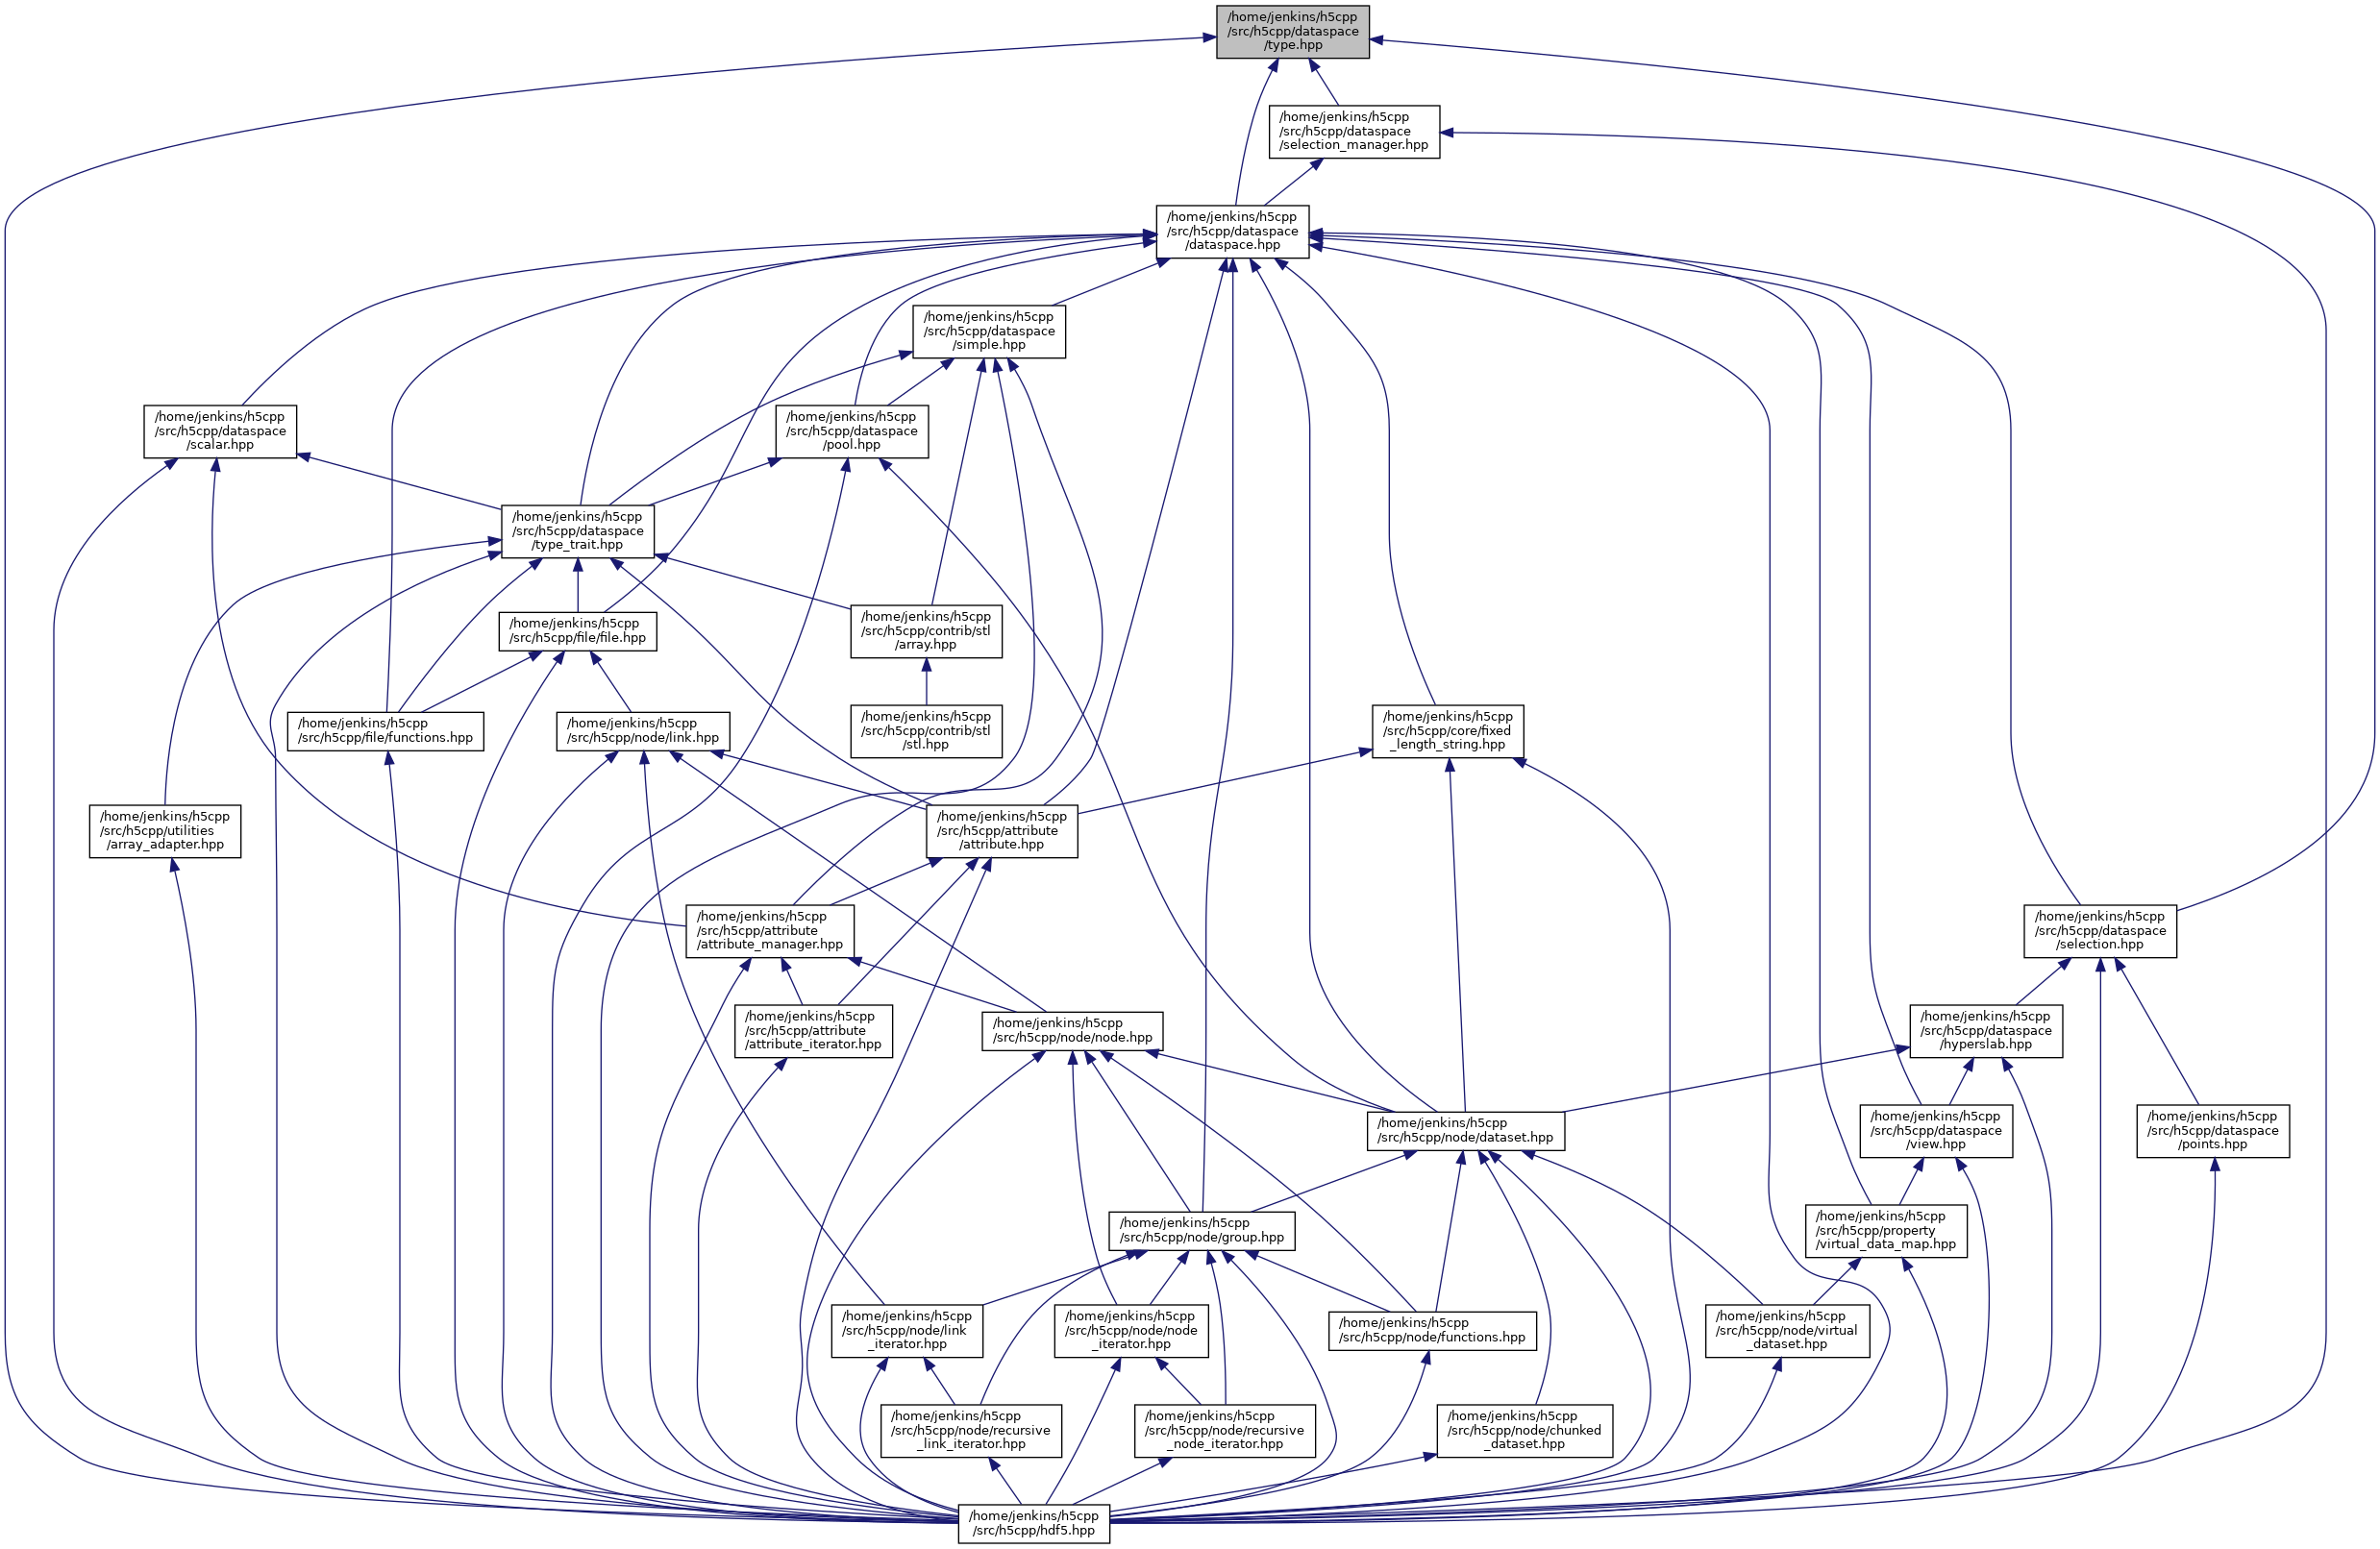 /home/jenkins/h5cpp
/src/h5cpp/dataspace
/type.hpp
/home/jenkins/h5cpp
/src/h5cpp/dataspace
/selection_manager.hpp
/home/jenkins/h5cpp
/src/h5cpp/dataspace
/dataspace.hpp
/home/jenkins/h5cpp
/src/h5cpp/dataspace
/simple.hpp
/home/jenkins/h5cpp
/src/h5cpp/dataspace
/scalar.hpp
/home/jenkins/h5cpp
/src/h5cpp/dataspace
/pool.hpp
/home/jenkins/h5cpp
/src/h5cpp/dataspace
/type_trait.hpp
/home/jenkins/h5cpp
/src/h5cpp/file/file.hpp
/home/jenkins/h5cpp
/src/h5cpp/contrib/stl
/array.hpp
/home/jenkins/h5cpp
/src/h5cpp/file/functions.hpp
/home/jenkins/h5cpp
/src/h5cpp/node/link.hpp
/home/jenkins/h5cpp
/src/h5cpp/contrib/stl
/stl.hpp
/home/jenkins/h5cpp
/src/h5cpp/core/fixed
_length_string.hpp
/home/jenkins/h5cpp
/src/h5cpp/utilities
/array_adapter.hpp
/home/jenkins/h5cpp
/src/h5cpp/attribute
/attribute.hpp
/home/jenkins/h5cpp
/src/h5cpp/attribute
/attribute_manager.hpp
/home/jenkins/h5cpp
/src/h5cpp/dataspace
/selection.hpp
/home/jenkins/h5cpp
/src/h5cpp/attribute
/attribute_iterator.hpp
/home/jenkins/h5cpp
/src/h5cpp/node/node.hpp
/home/jenkins/h5cpp
/src/h5cpp/dataspace
/hyperslab.hpp
/home/jenkins/h5cpp
/src/h5cpp/node/dataset.hpp
/home/jenkins/h5cpp
/src/h5cpp/dataspace
/view.hpp
/home/jenkins/h5cpp
/src/h5cpp/dataspace
/points.hpp
/home/jenkins/h5cpp
/src/h5cpp/node/group.hpp
/home/jenkins/h5cpp
/src/h5cpp/property
/virtual_data_map.hpp
/home/jenkins/h5cpp
/src/h5cpp/node/link
_iterator.hpp
/home/jenkins/h5cpp
/src/h5cpp/node/node
_iterator.hpp
/home/jenkins/h5cpp
/src/h5cpp/node/functions.hpp
/home/jenkins/h5cpp
/src/h5cpp/node/virtual
_dataset.hpp
/home/jenkins/h5cpp
/src/h5cpp/node/recursive
_link_iterator.hpp
/home/jenkins/h5cpp
/src/h5cpp/node/recursive
_node_iterator.hpp
/home/jenkins/h5cpp
/src/h5cpp/node/chunked
_dataset.hpp
/home/jenkins/h5cpp
/src/h5cpp/hdf5.hpp